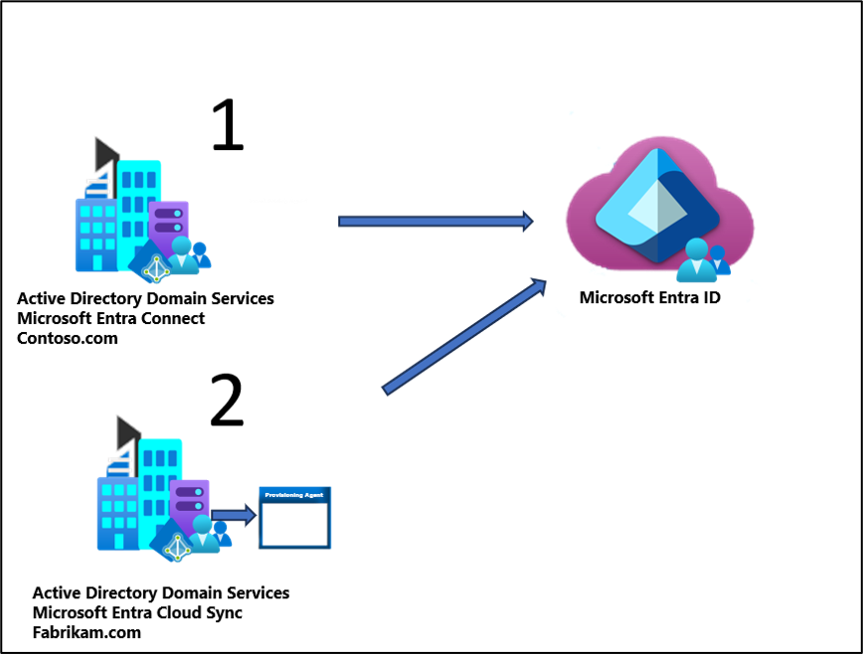 1
Active Directory Domain Services
Microsoft Entra Connect
Contoso.com
Microsoft Entra ID
2
Provisioning Agent
Active Directory Domain Services
Microsoft Entra Cloud Sync
Fabrikam.com